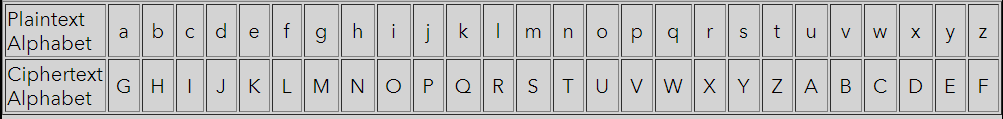 Plaintext Alphabet a b c d e f g h i j k l m n o p q r s t u v w x y z
Ciphertext Alphabet G H I J K L M N O P Q R S T U V W X Y Z A B C D E F